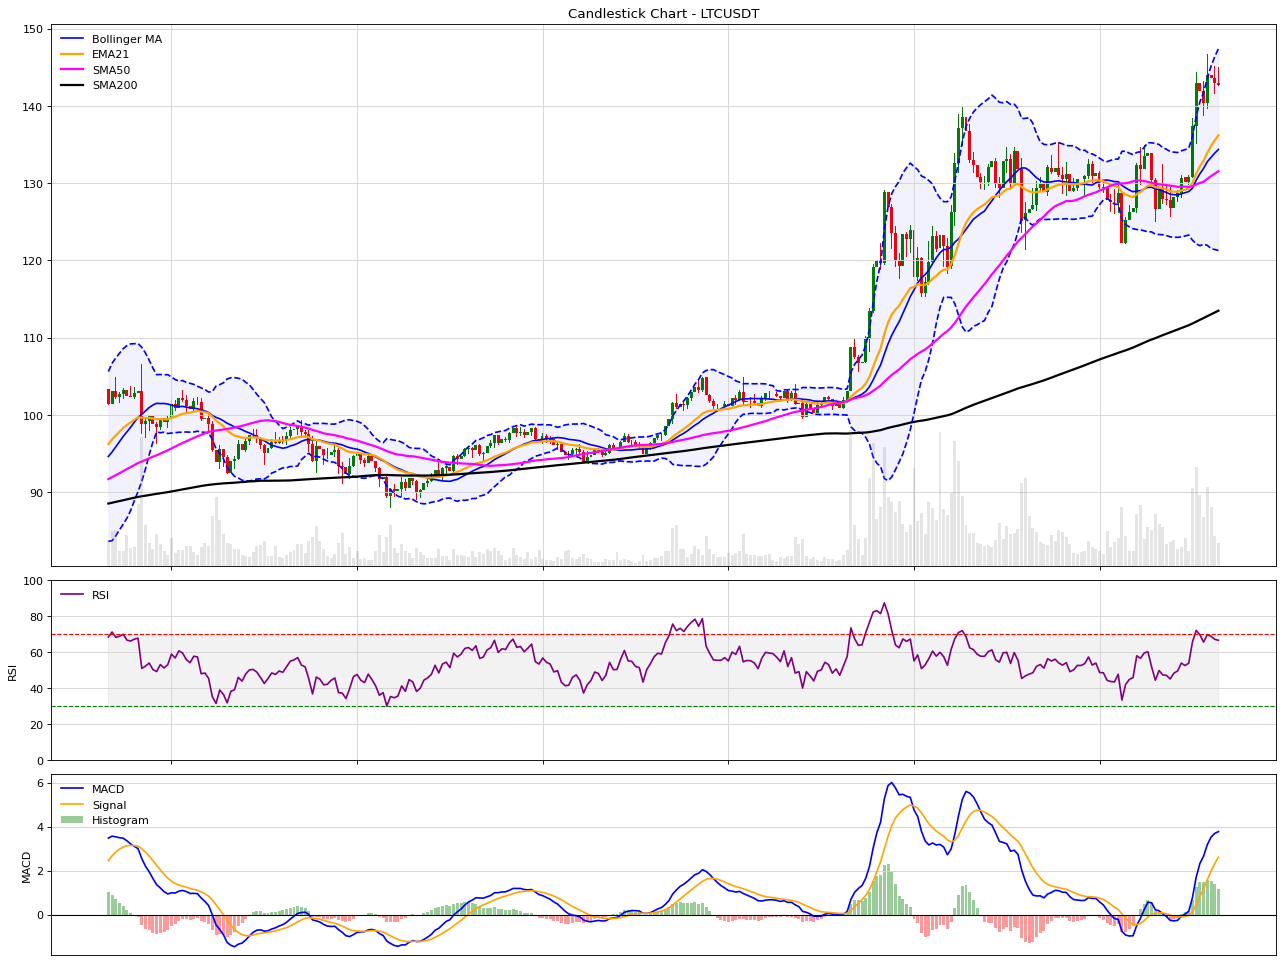 Candlestick Chart - LTCUSDT
150
140
130
120
110
100
90
Bollinger MA
EMA21
SMA50
SMA200
100
80
60
40
20
0
RSI
RSI
6
4
2
0
MACD
MACD
Signal
Histogram